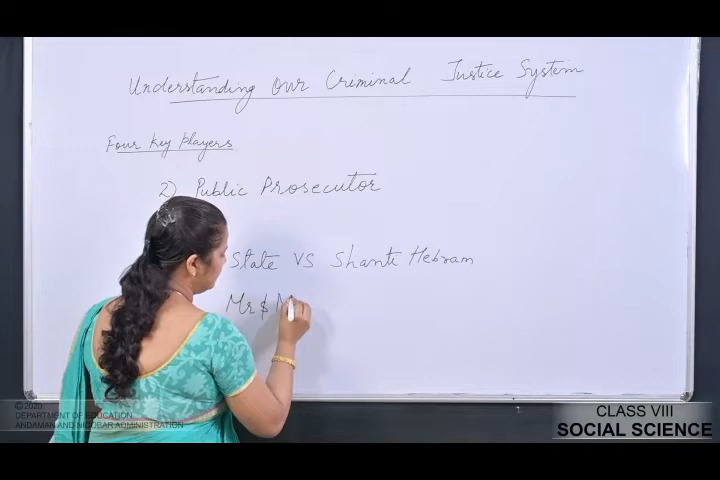 Understanding Our Criminal Justice System
Four Key Players
2) Public Prosecutor
State VS Shanti Hebram
Mr & M
© 2020
DEPARTMENT OF EDUCATION
ANDAMAN AND NICOBAR ADMINISTRATION
CLASS VIII
SOCIAL SCIENCE